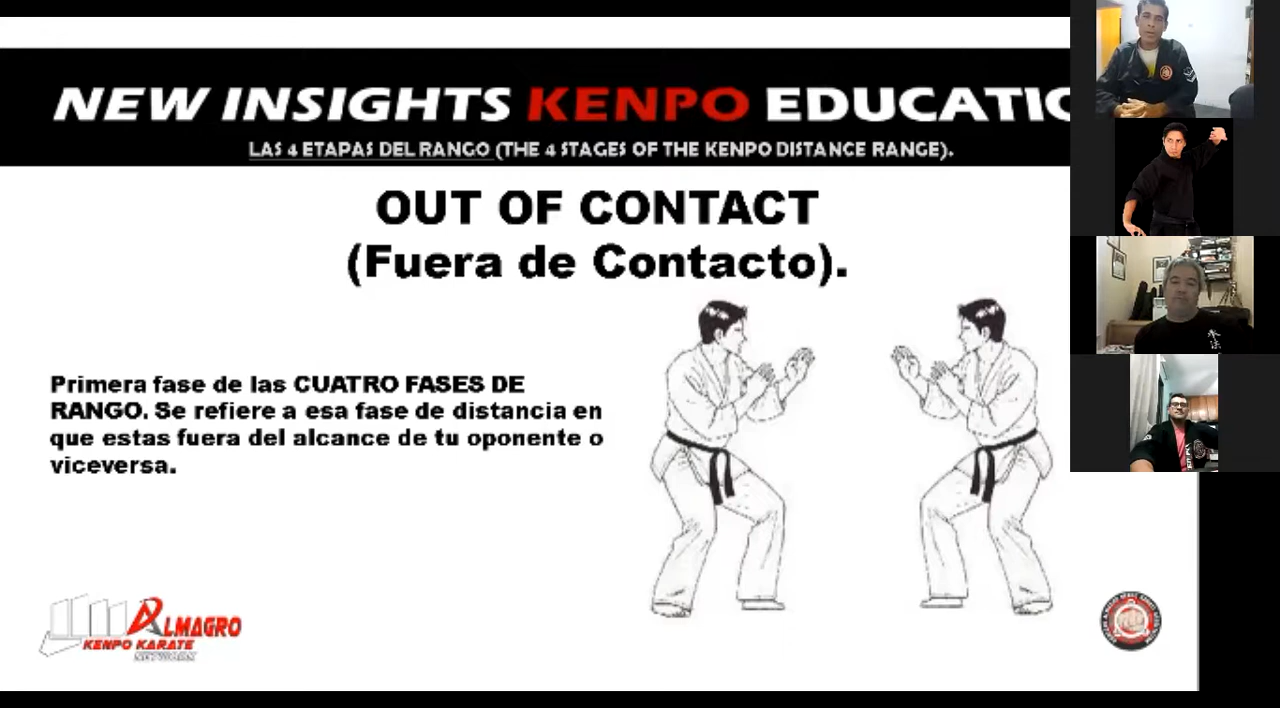 NEW INSIGHTS KENPO EDUCATIO
LAS 4 ETAPAS DEL RANGO (THE 4 STAGES OF THE KENPO DISTANCE RANGE).
OUT OF CONTACT
(Fuera de Contacto).
Primera fase de las CUATRO FASES DE
RANGO. Se refiere a esa fase de distancia en
que estas fuera del alcance de tu oponente o
viceversa.
ALMAGRO
KENPO KARATE
NETWORK